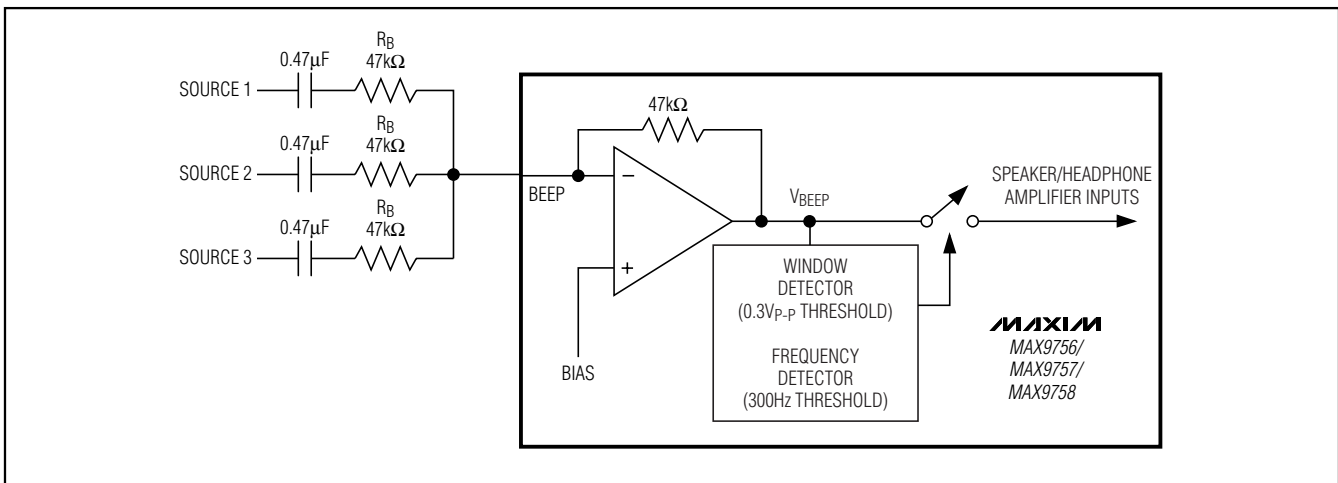 R_B
0.47μF
47kΩ
SOURCE 1
R_B
0.47μF
47kΩ
SOURCE 2
R_B
0.47μF
47kΩ
SOURCE 3
BEEP
47kΩ
−
+
BIAS
V_BEEP
WINDOW
DETECTOR
(0.3V_P-P THRESHOLD)
FREQUENCY
DETECTOR
(300Hz THRESHOLD)
SPEAKER/HEADPHONE
AMPLIFIER INPUTS
MAXIM
MAX9756/
MAX9757/
MAX9758